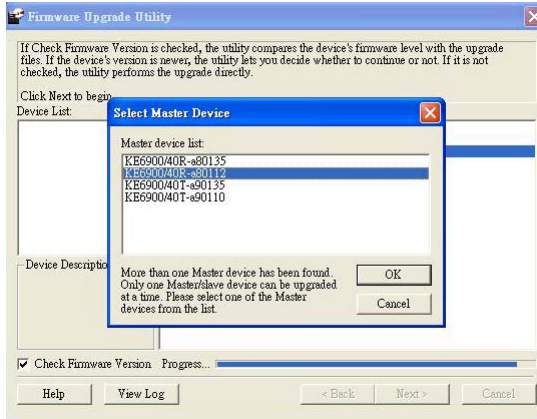 Firmware Upgrade Utility
If Check Firmware Version is checked, the utility compares the device's firmware level with the upgrade
files. If the device's version is newer, the utility lets you decide whether to continue or not. If it is not
checked, the utility performs the upgrade directly.
Click Next to begin
Device List:
Select Master Device
Master device list:
KE6900/40R-a80135
KE6900/40R-a80112
KE6900/40T-a90135
KE6900/40T-a90110
More than one Master device has been found.
Only one Master/slave device can be upgraded
at a time. Please select one of the Master
devices from the list.
OK
Cancel
Device Descriptio
Check Firmware Version Progress...
Help
View Log
< Back
Next >
Cancel